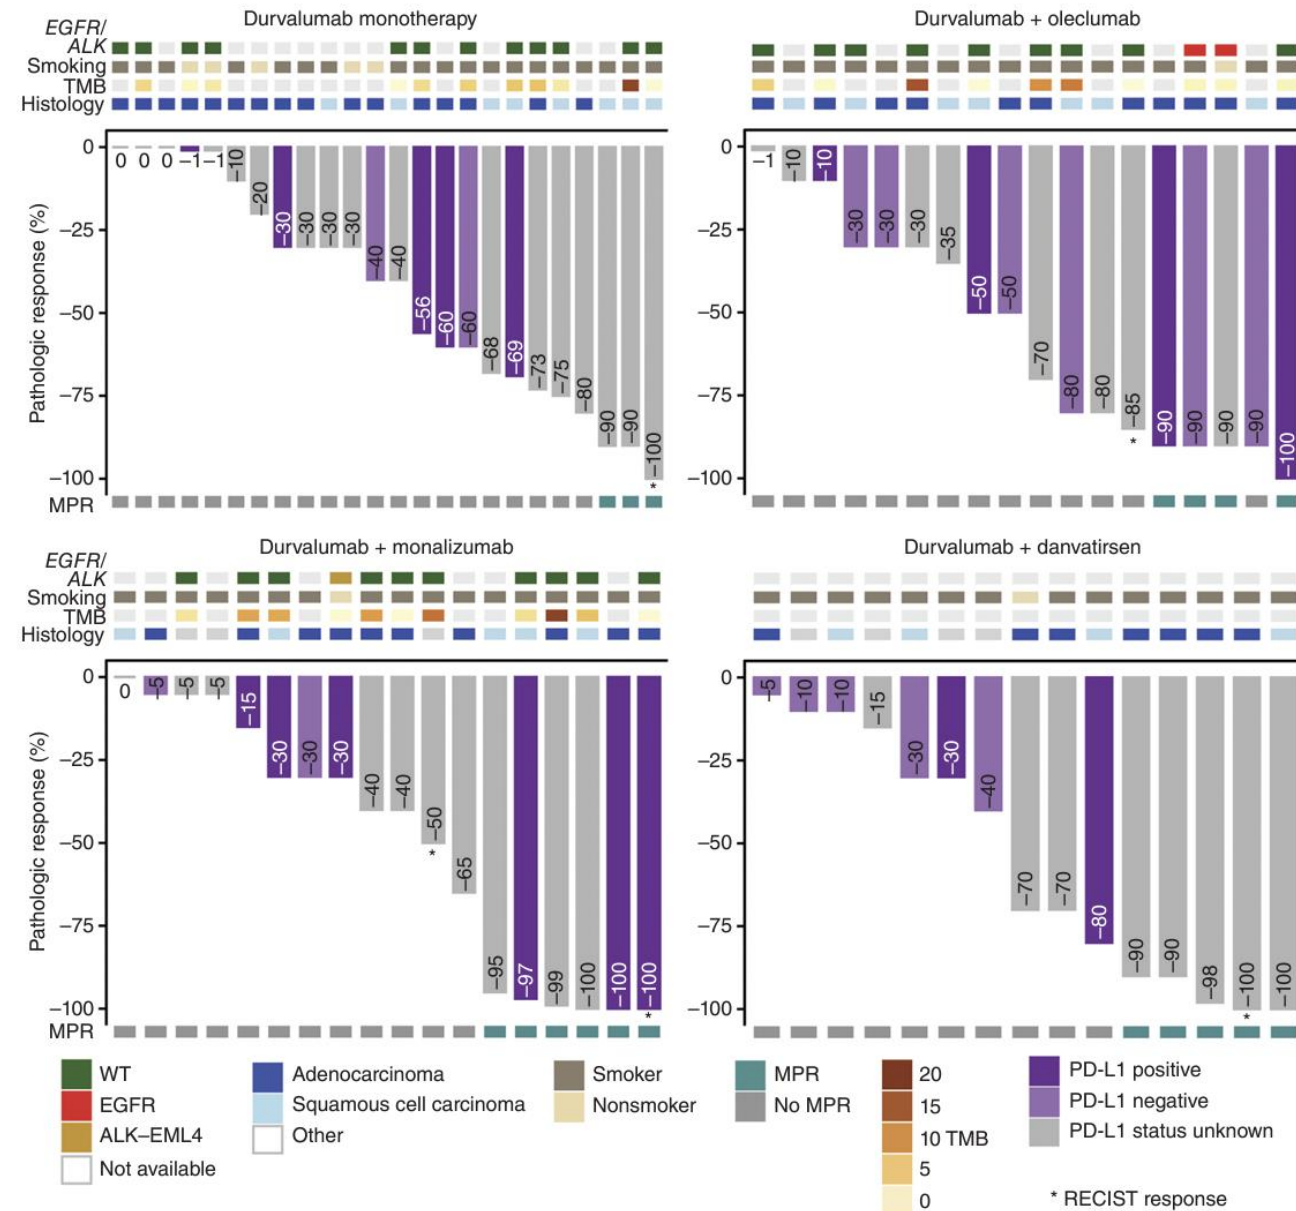 Durvalumab monotherapy
EGFR/
ALK
Smoking
TMB
Histology
Pathologic response (%)
0
–25
–50
–75
–100
0 0 0 –1 –1 –10 –20 –30 –30 –30 –30 –40 –40 –56 –60 –60 –68 –69 –73 –75 –80 –90 –90 –100
*
MPR
Durvalumab + oleclumab
0
–25
–50
–75
–100
–1 –10 –10 –30 –30 –30 –35 –50 –50 –70 –80 –80 –85 –90 –90 –90 –90 –100
*
Durvalumab + monalizumab
EGFR/
ALK
Smoking
TMB
Histology
Pathologic response (%)
0
–25
–50
–75
–100
0 –5 –5 –5 –15 –30 –30 –30 –40 –40 –50 –65 –95 –97 –99 –100 –100 –100
* *
MPR
Durvalumab + danvatirsen
0
–25
–50
–75
–100
–5 –10 –10 –15 –30 –30 –40 –70 –70 –80 –90 –90 –98 –100 –100
*
WT
EGFR
ALK–EML4
Not available
Adenocarcinoma
Squamous cell carcinoma
Other
Smoker
Nonsmoker
MPR
No MPR
20
15
10 TMB
5
0
PD-L1 positive
PD-L1 negative
PD-L1 status unknown
* RECIST response